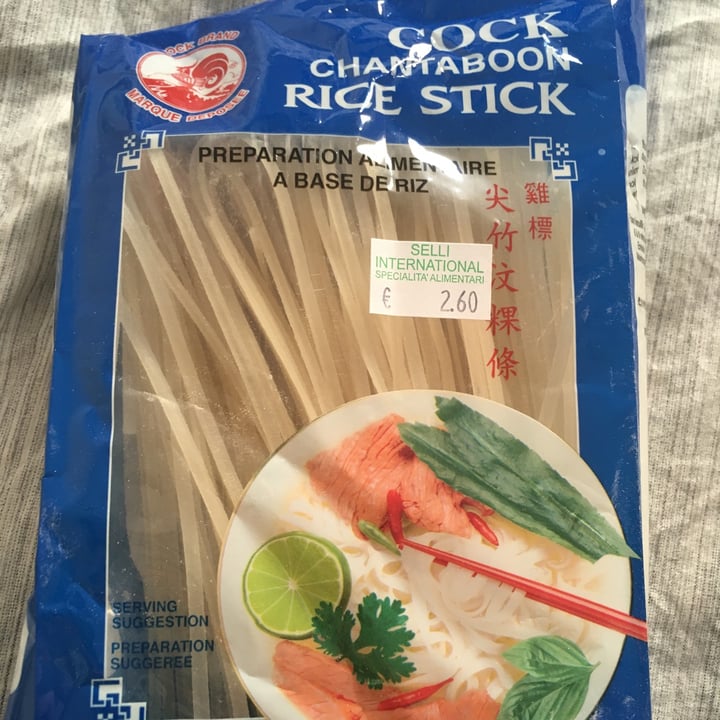 COCK BRAND
MARQUE DEPOSEE
COCK
CHANTABOON
RICE STICK
PREPARATION ALIMENTAIRE
A BASE DE RIZ
雞標
尖竹汶粿條
SELLI
INTERNATIONAL
SPECIALITA' ALIMENTARI
€ 2.60
SERVING
SUGGESTION
PREPARATION
SUGGEREE